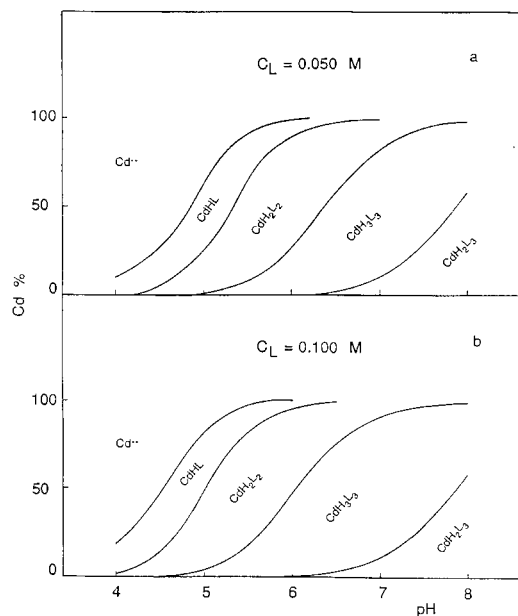 a
C_L = 0.050 M
100
Cd··
CdHL
CdH₂L₂
50
CdH₃L₃
CdH₂L₃
0
Cd %
b
C_L = 0.100 M
100
Cd··
CdHL
CdH₂L₂
50
CdH₃L₃
CdH₂L₃
0
4 5 6 7 8
pH